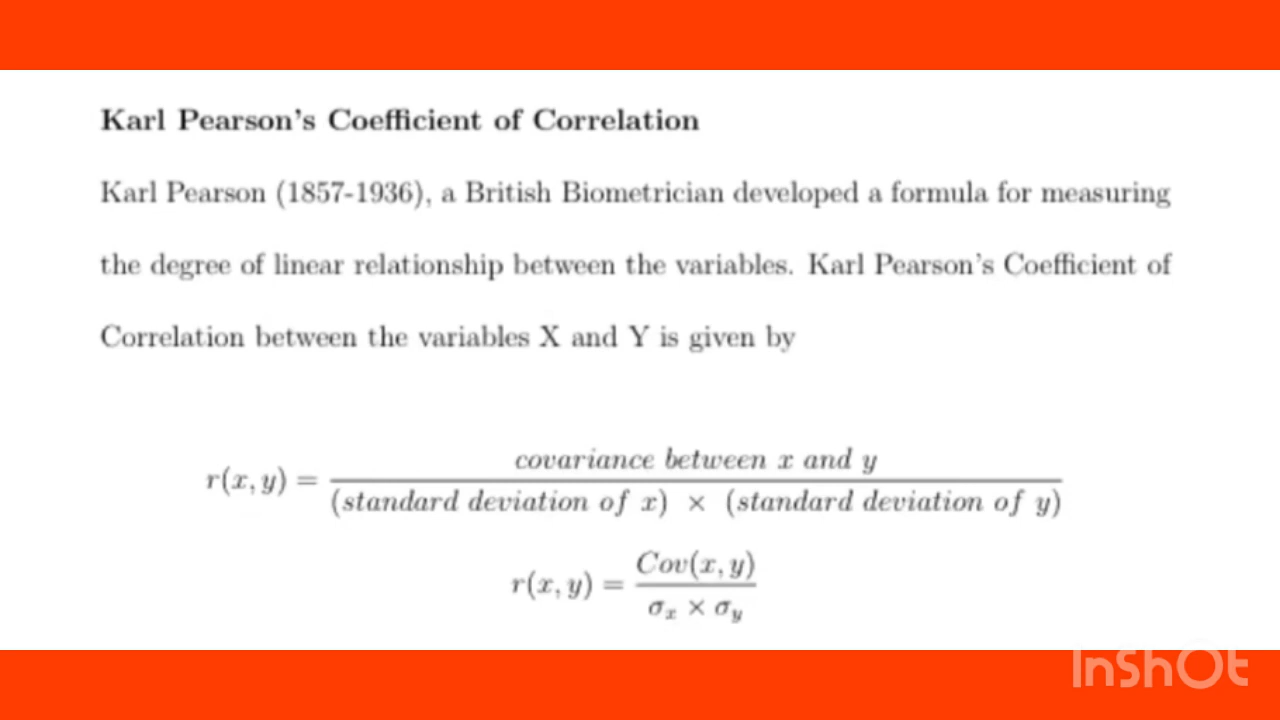 Karl Pearson's Coefficient of Correlation
Karl Pearson (1857-1936), a British Biometrician developed a formula for measuring
the degree of linear relationship between the variables. Karl Pearson's Coefficient of
Correlation between the variables X and Y is given by
r(x, y) = covariance between x and y / (standard deviation of x) × (standard deviation of y)
r(x, y) = Cov(x, y) / σx × σy
InShOt